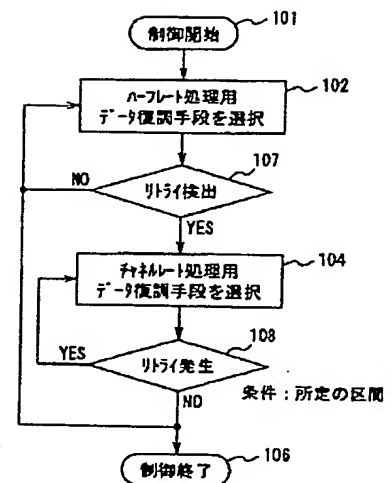 制御開始
101
ハーフレート処理用
データ復調手段を選択
102
リトライ検出
107
NO
YES
チャネルレート処理用
データ復調手段を選択
104
リトライ発生
108
YES
NO
条件：所定の区間
制御終了
106